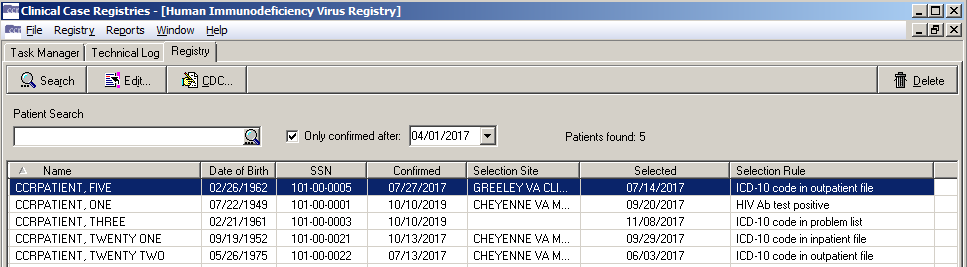 Clinical Case Registries - [Human Immunodeficiency Virus Registry]
File Registry Reports Window Help
Task Manager Technical Log Registry
Search Edit... CDC... Delete
Patient Search
Only confirmed after: 04/01/2017 Patients found: 5
Name Date of Birth SSN Confirmed Selection Site Selected Selection Rule
CCRPATIENT, FIVE 02/26/1962 101-00-0005 07/27/2017 GREELEY VA CLI... 07/14/2017 ICD-10 code in outpatient file
CCRPATIENT, ONE 07/22/1949 101-00-0001 10/10/2019 CHEYENNE VA M... 09/20/2017 HIV Ab test positive
CCRPATIENT, THREE 02/21/1961 101-00-0003 10/10/2019 11/08/2017 ICD-10 code in problem list
CCRPATIENT, TWENTY ONE 09/19/1952 101-00-0021 10/13/2017 CHEYENNE VA M... 09/29/2017 ICD-10 code in inpatient file
CCRPATIENT, TWENTY TWO 05/26/1975 101-00-0022 07/13/2017 CHEYENNE VA M... 06/03/2017 ICD-10 code in outpatient file